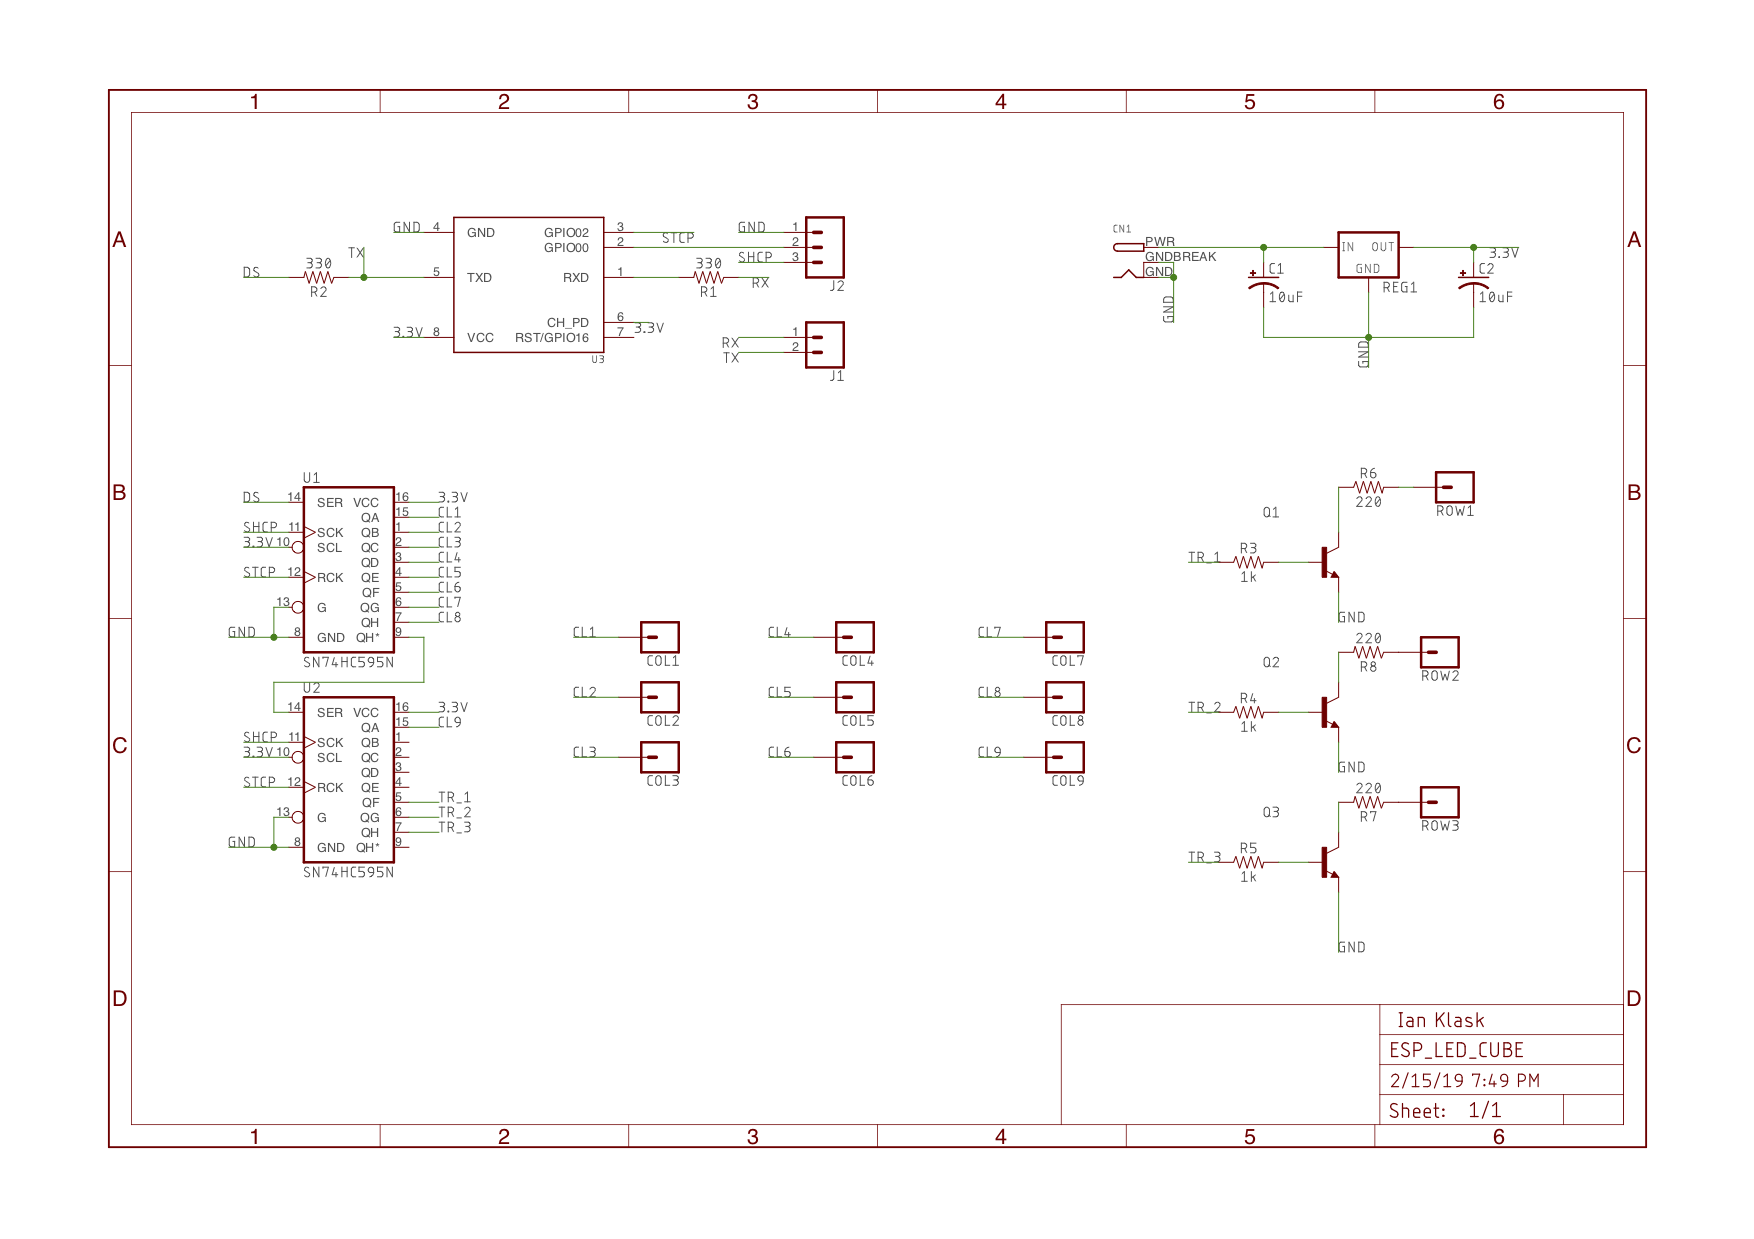 1 2 3 4 5 6
A A
B B
C C
D D
GND 4 GND
GPIO02 3 STCP
GPIO00 2
TX
DS 330 R2 5 TXD
RXD 1 330 R1 RX
CH_PD 6 3.3V
3.3V 8 VCC
RST/GPIO16 7
U3
GND 1
2
SHCP 3
J2
RX 1
TX 2
J1
CN1
PWR
GNDBREAK
GND
GND
C1
10uF
IN OUT
GND
REG1
C2
10uF
3.3V
GND
U1
DS 14 SER VCC 16 3.3V
QA 15 CL1
SHCP 11 SCK QB 1 CL2
3.3V 10 SCL QC 2 CL3
QD 3 CL4
STCP 12 RCK QE 4 CL5
QF 5 CL6
13 G QG 6 CL7
QH 7 CL8
GND 8 GND QH* 9
SN74HC595N
U2
14 SER VCC 16 3.3V
QA 15 CL9
SHCP 11 SCK QB 1
3.3V 10 SCL QC 2
QD 3
STCP 12 RCK QE 4
QF 5 TR_1
13 G QG 6 TR_2
QH 7 TR_3
GND 8 GND QH* 9
SN74HC595N
CL1 COL1
CL2 COL2
CL3 COL3
CL4 COL4
CL5 COL5
CL6 COL6
CL7 COL7
CL8 COL8
CL9 COL9
R6
220
ROW1
Q1
TR_1 R3
1k
GND
220
R8
ROW2
Q2
TR_2 R4
1k
GND
220
R7
ROW3
Q3
TR_3 R5
1k
GND
Ian Klask
ESP_LED_CUBE
2/15/19 7:49 PM
Sheet: 1/1
1 2 3 4 5 6